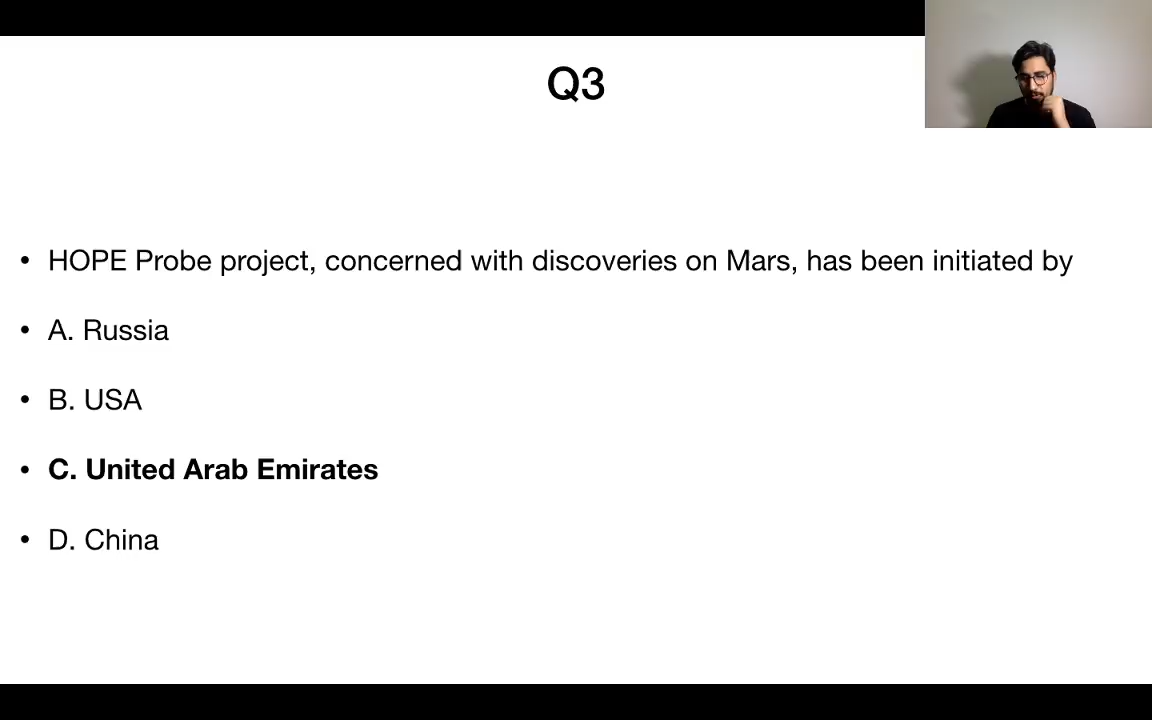 Q3
• HOPE Probe project, concerned with discoveries on Mars, has been initiated by
• A. Russia
• B. USA
• C. United Arab Emirates
• D. China